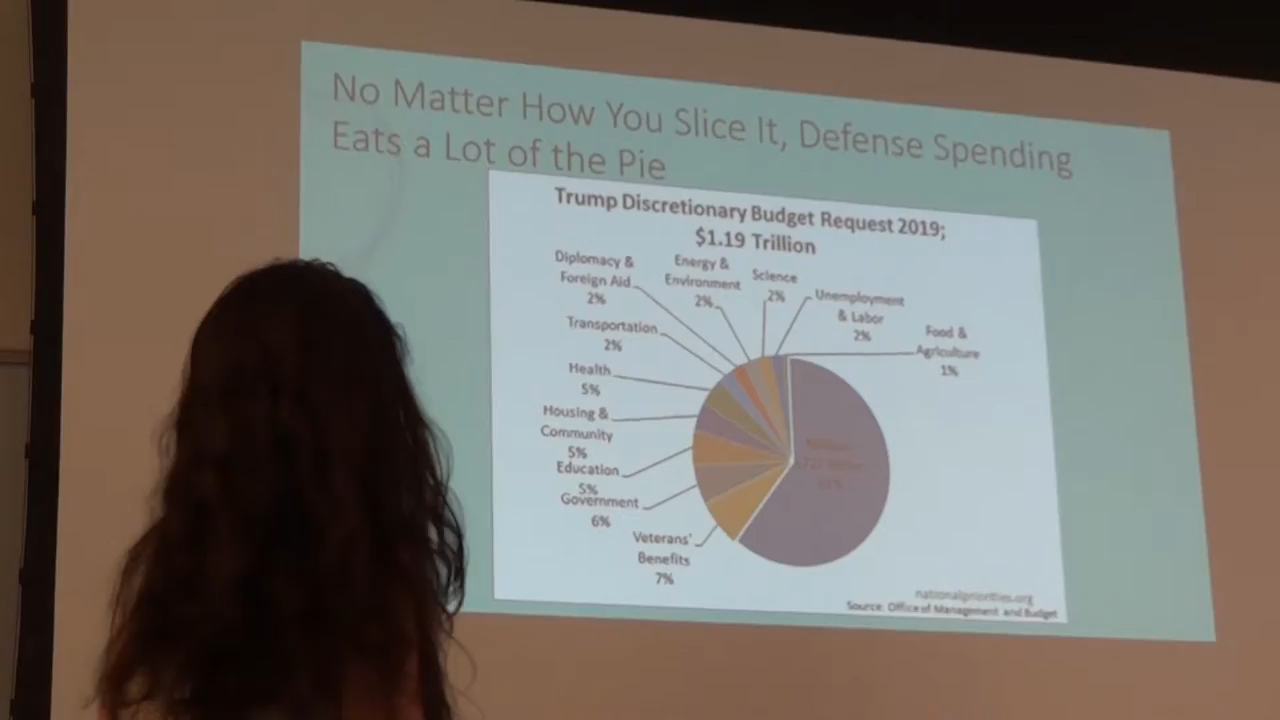 No Matter How You Slice It, Defense Spending
Eats a Lot of the Pie
Trump Discretionary Budget Request 2019;
$1.19 Trillion
Diplomacy &
Foreign Aid
2%
Energy &
Environment
2%
Science
2%
Unemployment
& Labor
2%
Food &
Agriculture
1%
Transportation
2%
Health
5%
Housing &
Community
5%
Education
5%
Government
6%
Veterans'
Benefits
7%
nationalpriorities.org
Source: Office of Management and Budget